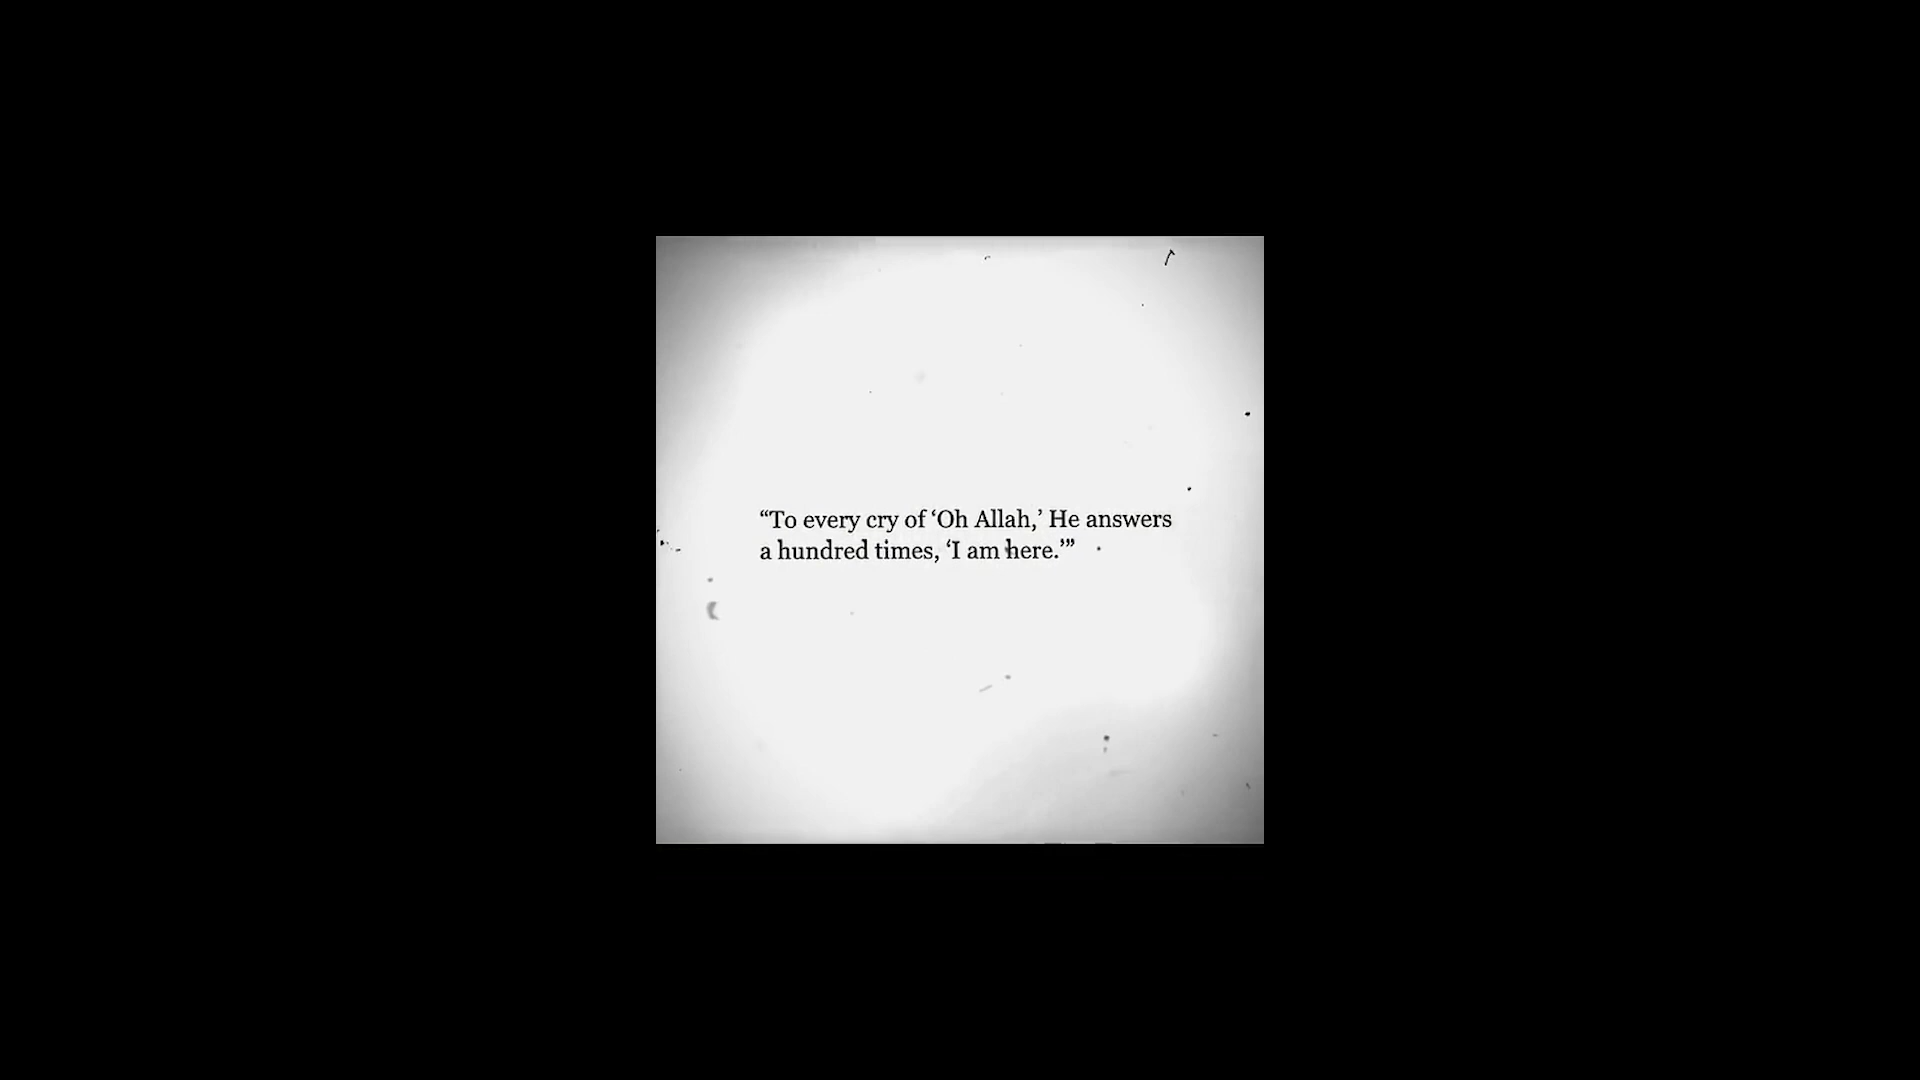 “To every cry of ‘Oh Allah,’ He answers
a hundred times, ‘I am here.’”